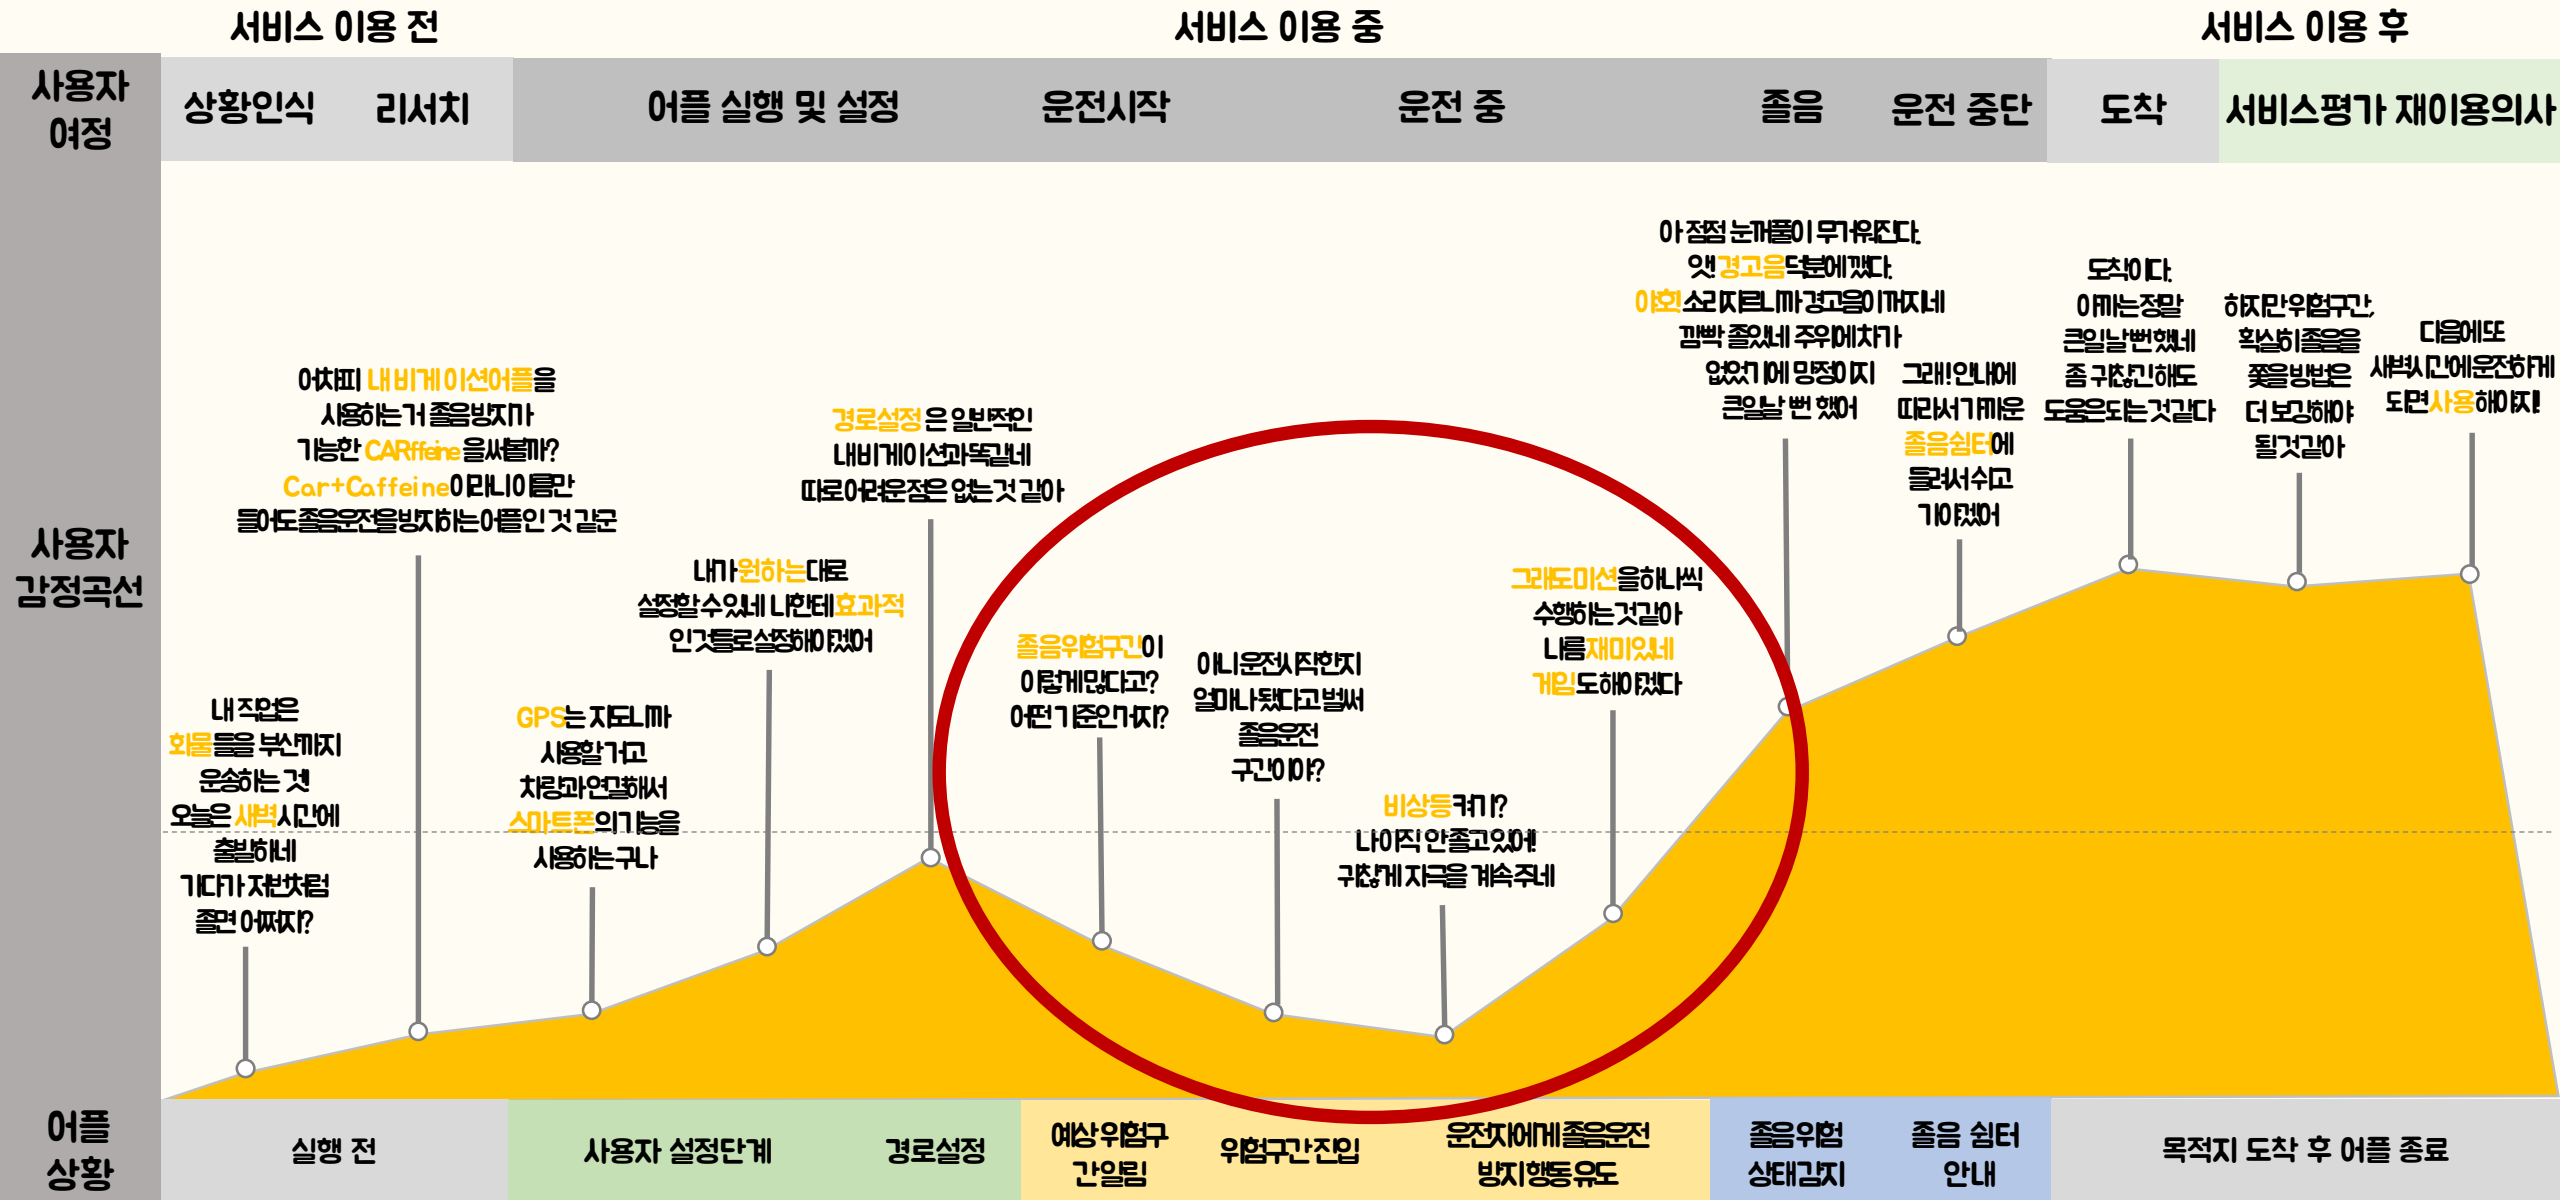 서비스 이용 전
서비스 이용 중
서비스 이용 후
사용자
여정
상황인식
리서치
어플 실행 및 설정
운전시작
운전 중
졸음
운전 중단
도착
서비스평가
재이용의사
사용자
감정곡선
내 직업은
화물들을 부산까지
운송하는 것!
오늘은 새벽시간에
출발하네
가다가 저번처럼
졸면 어쩌지?
어차피 내비게이션어플을
사용하는거 졸음방지가
가능한 CARffeine을써볼까?
Car+Caffeine이라니이름만
들어도졸음운전을방지하는어플인 것 같군
GPS는 지도니까
사용할거고
차량과연결해서
스마트폰의기능을
사용하는구나
내가원하는대로
설정할수있네 나한테효과적
인것들로설정해야겠어
경로설정은 일반적인
내비게이션과똑같네
따로어려운점은 없는것 같아
졸음위험구간이
이렇게많다고?
어떤기준인거지?
아니운전시작한지
얼마나됐다고벌써
졸음운전
구간이야?
비상등켜기?
나아직 안졸고있어!
귀찮게 자극을 계속주네
그래도미션을하나씩
수행하는것같아
나름재미있네
게임도해야겠다
아 점점 눈꺼풀이 무거워진다.
앗!경고음덕분에깼다.
야호!소리지르니까경고음이꺼지네
깜빡 졸았네 주위에차가
없었기에 망정이지
큰일날 뻔 했어
그래!안내에
따라서가까운
졸음쉼터에
들려서 쉬고
가야겠어
도착이다.
아까는정말
큰일날뻔했네
좀 귀찮긴해도
도움은되는것같다
하지만위험구간,
확실히졸음을
쫓을방법은
더보강해야
될것같아
다음에또
새벽시간에운전하게
되면사용해야지!
어플
상황
실행 전
사용자 설정단계
경로설정
예상위험구
간알림
위험구간진입
운전자에게졸음운전
방지행동유도
졸음위험
상태감지
졸음 쉼터
안내
목적지 도착 후 어플 종료